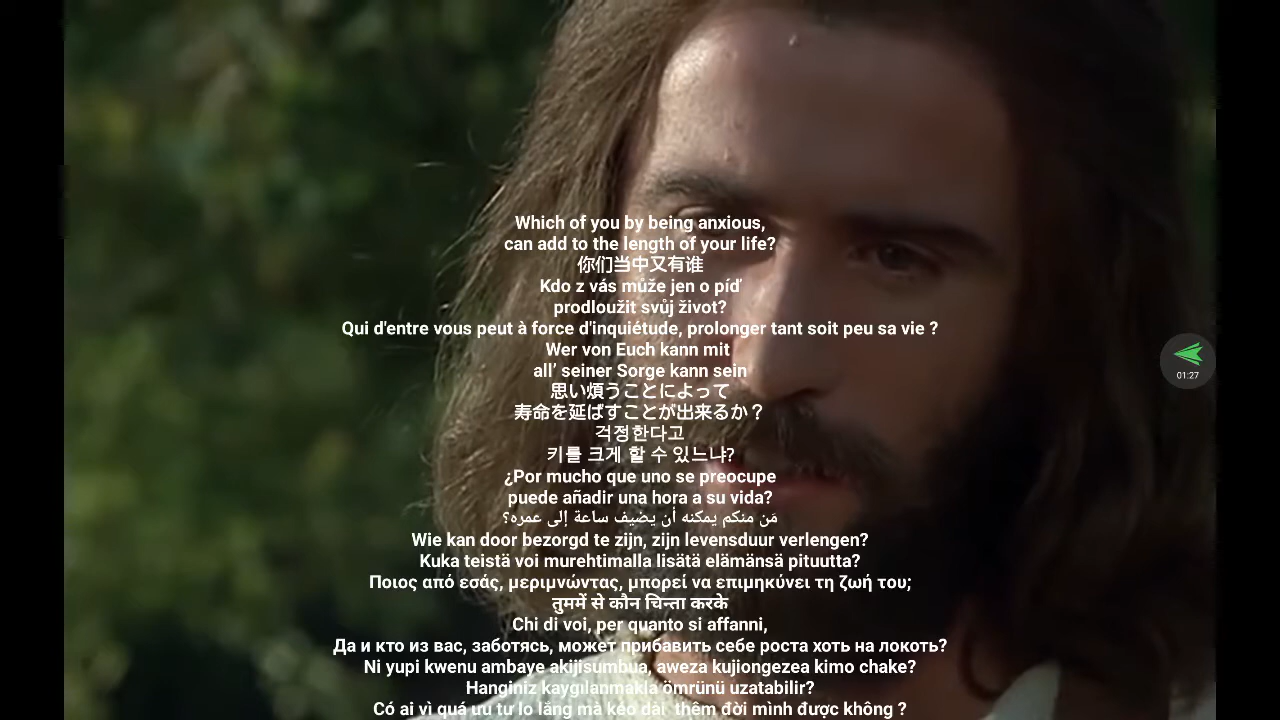 Which of you by being anxious,
can add to the length of your life?
你们当中又有谁
Kdo z vás může jen o píď
prodloužit svůj život?
Qui d'entre vous peut à force d'inquiétude, prolonger tant soit peu sa vie ?
Wer von Euch kann mit
all’ seiner Sorge kann sein
思い煩うことによって
寿命を延ばすことが出来るか？
걱정한다고
키를 크게 할 수 있느냐?
¿Por mucho que uno se preocupe
puede añadir una hora a su vida?
مَن منكم يمكنه أن يضيف ساعة إلى عمره؟
Wie kan door bezorgd te zijn, zijn levensduur verlengen?
Kuka teistä voi murehtimalla lisätä elämänsä pituutta?
Ποιος από εσάς, μεριμνώντας, μπορεί να επιμηκύνει τη ζωή του;
तुममें से कौन चिन्ता करके
Chi di voi, per quanto si affanni,
Да и кто из вас, заботясь, может прибавить себе роста хоть на локоть?
Ni yupi kwenu ambaye akijisumbua, aweza kujiongezea kimo chake?
Hanginiz kaygılanmakla ömrünü uzatabilir?
Có ai vì quá ưu tư lo lắng mà kéo dài  thêm đời mình được không ?
01:27